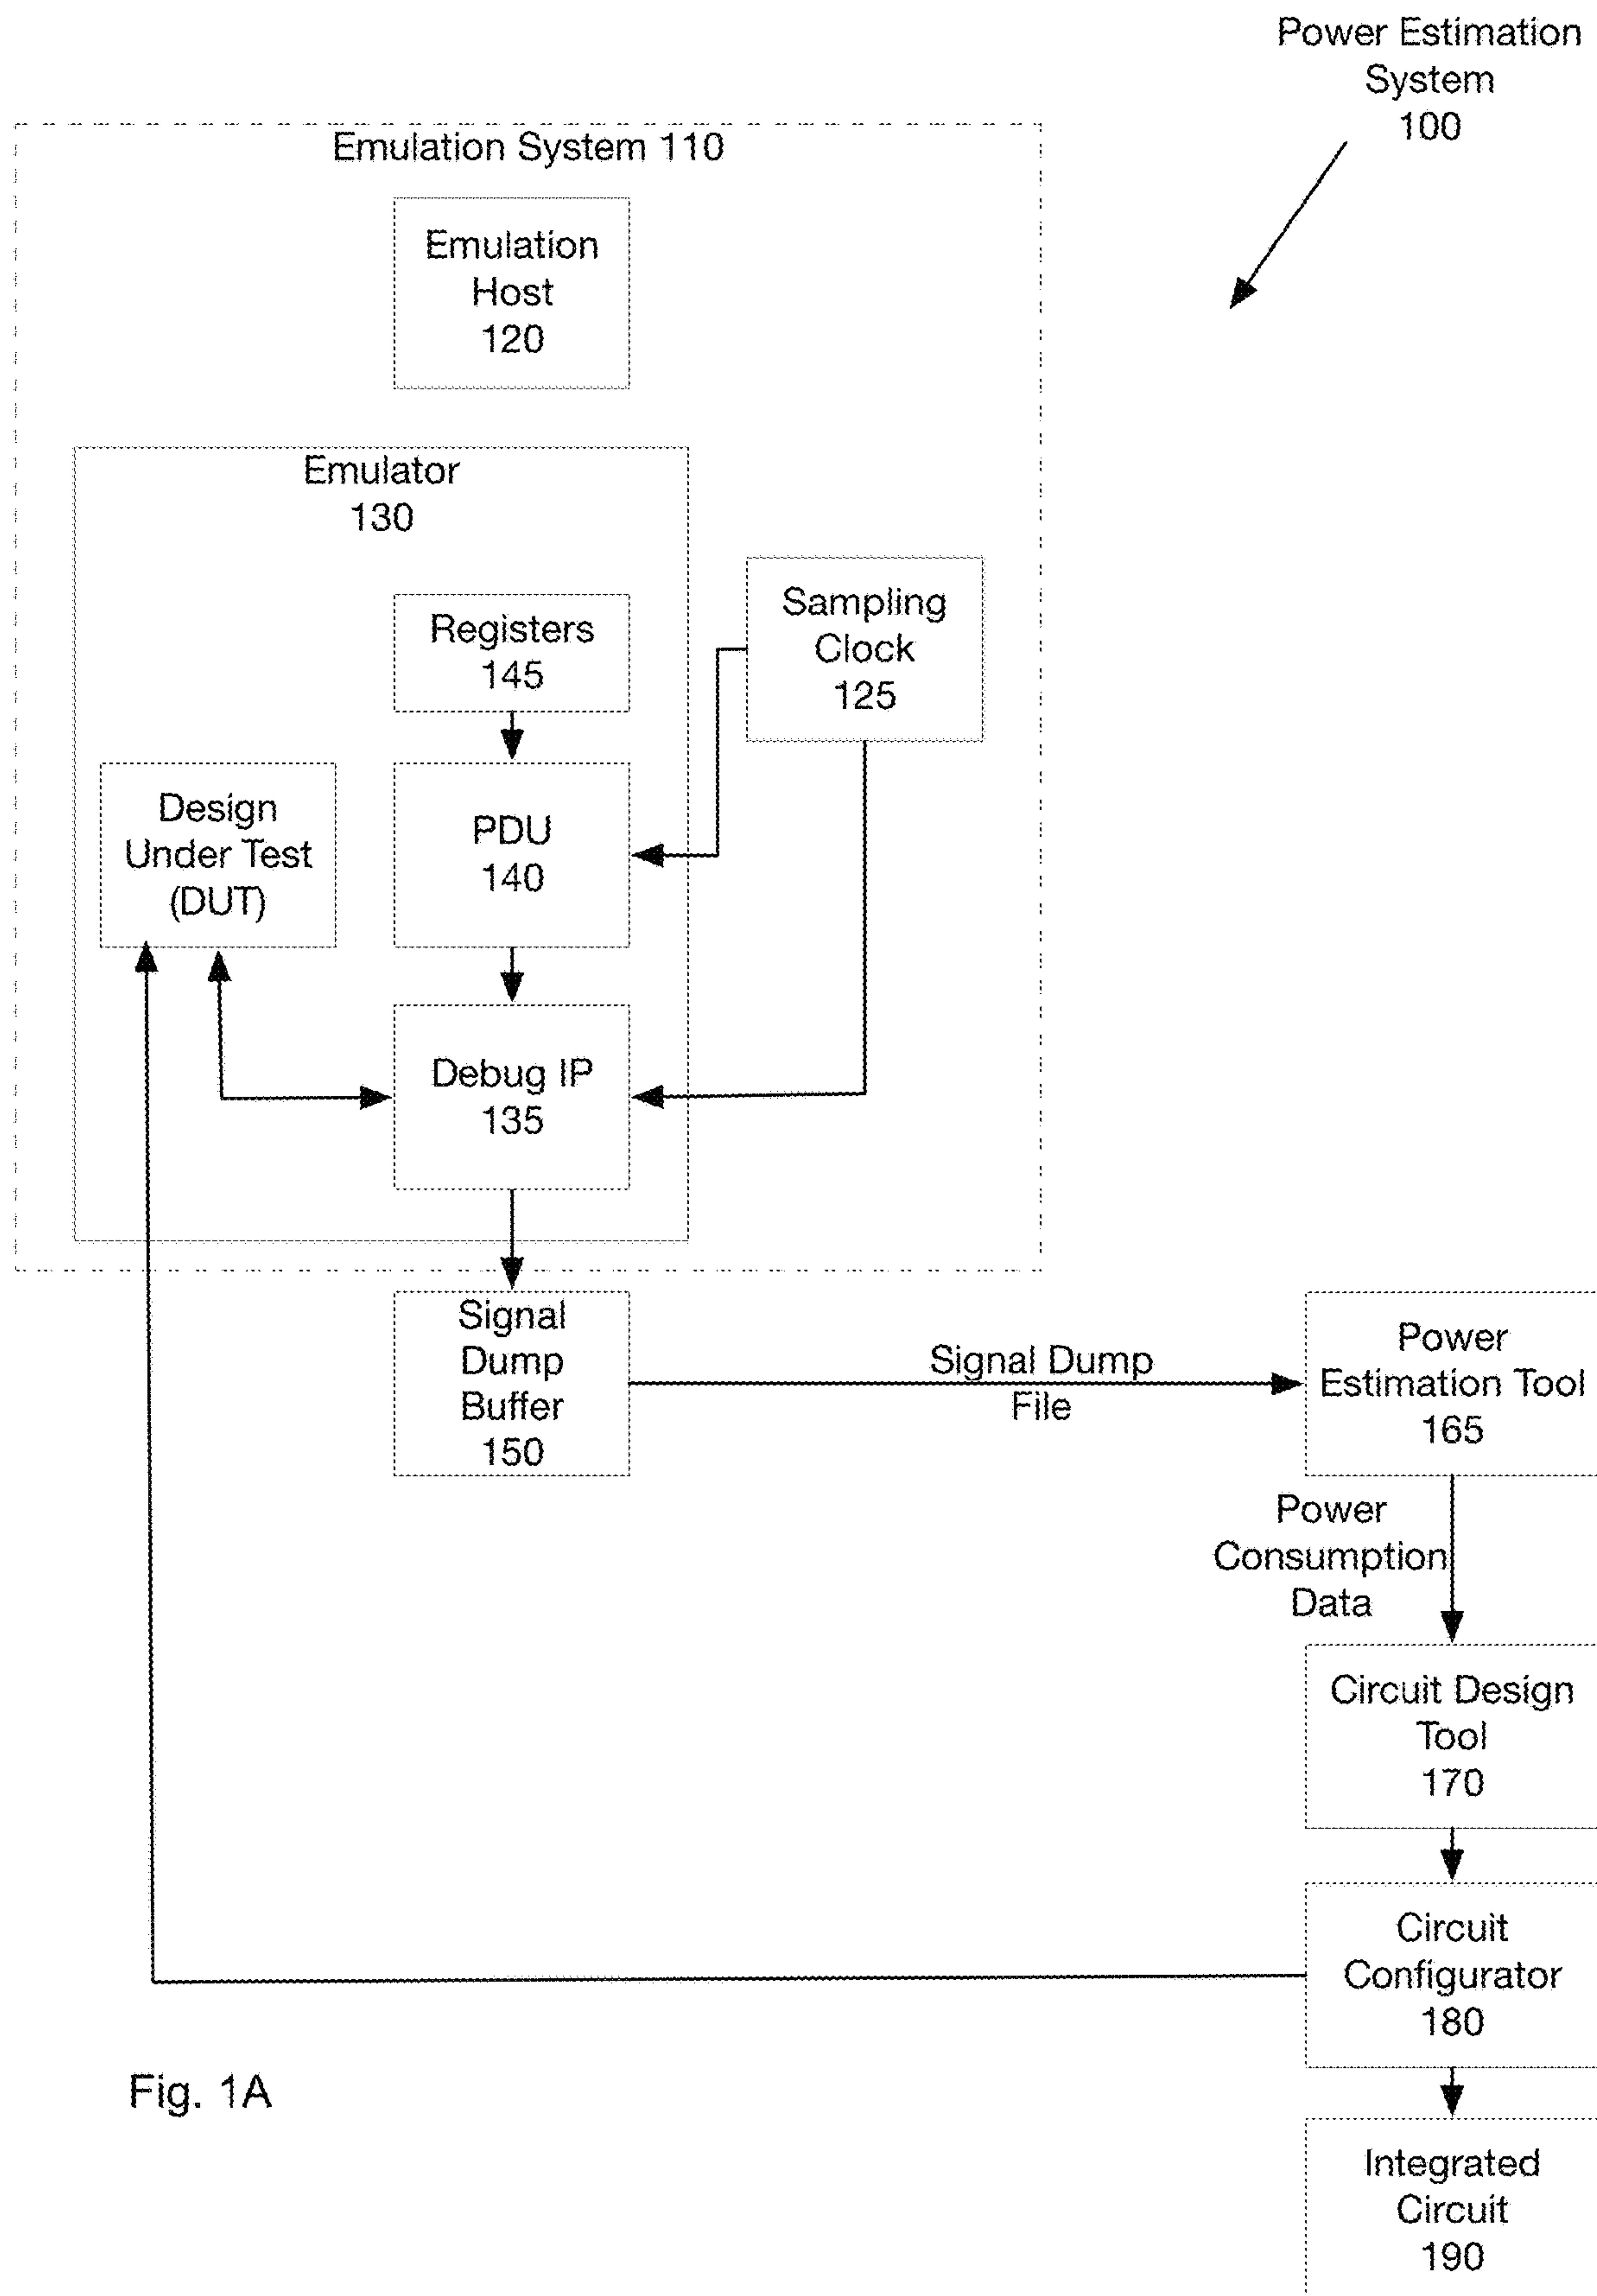 Power Estimation
System
100
Emulation System 110
Emulation
Host
120
Emulator
130
Sampling
Clock
125
Registers
145
Design
Under Test
(DUT)
PDU
140
Debug IP
135
Signal
Dump
Buffer
150
Signal Dump
File
Power
Estimation Tool
165
Power
Consumption
Data
Circuit Design
Tool
170
Circuit
Configurator
180
Fig. 1A
Integrated
Circuit
190